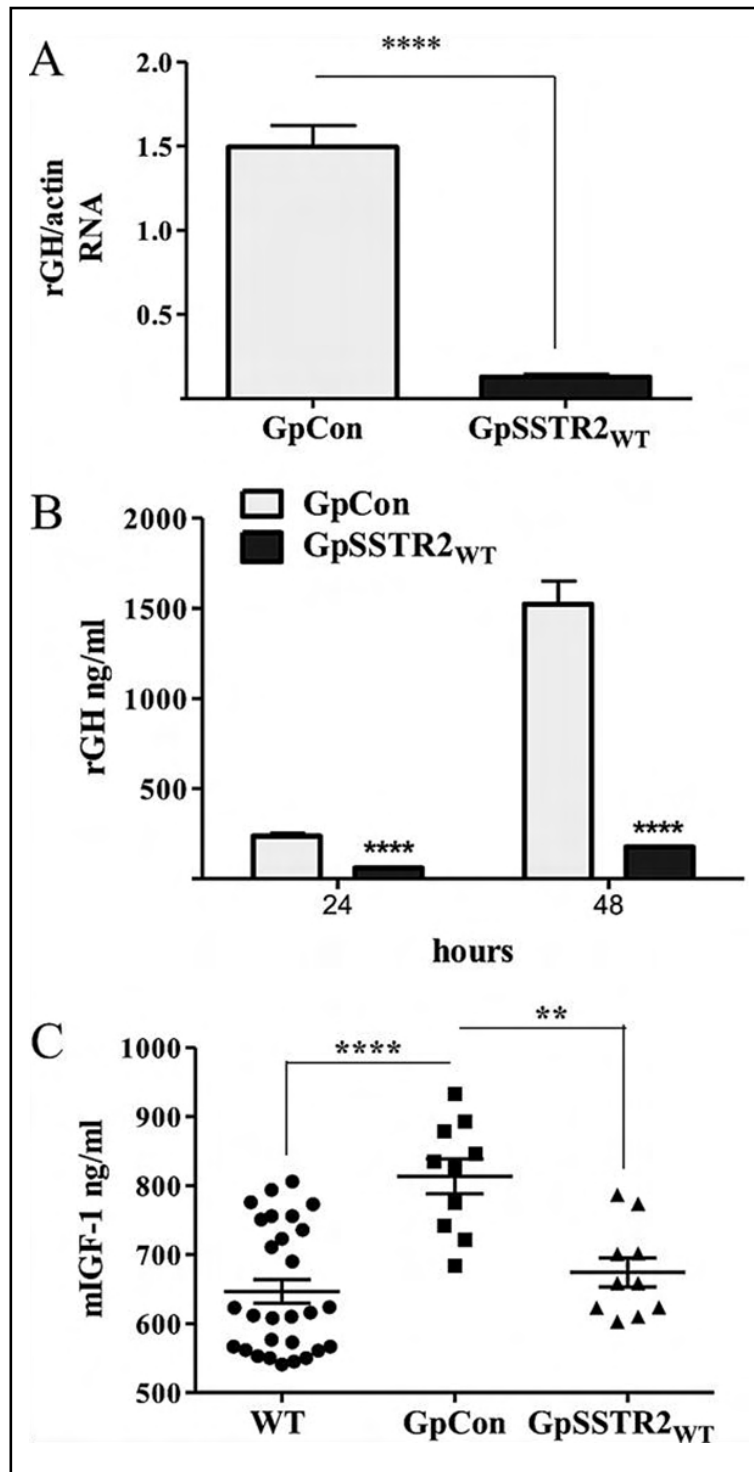 A
****
2.0
1.5
1.0
0.5
rGH/actin
RNA
GpCon GpSSTR2WT
B
GpCon
GpSSTR2WT
2000
1500
1000
500
rGH ng/ml
****
****
24 48
hours
C
****
**
1000
900
800
700
600
500
mIGF-1 ng/ml
WT GpCon GpSSTR2WT